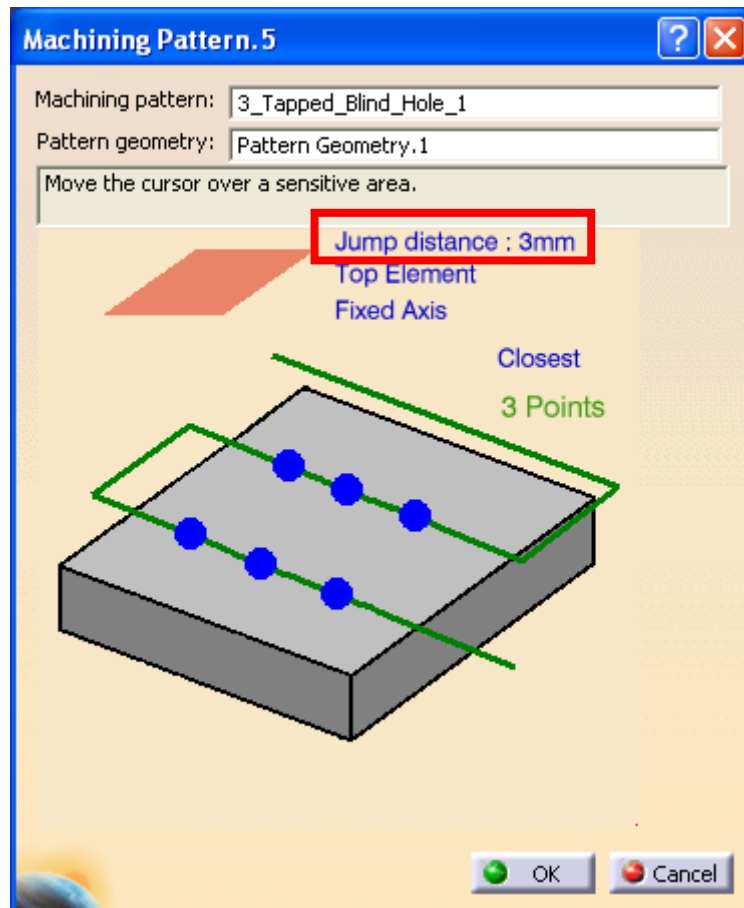 Machining Pattern.5
Machining pattern: 3_Tapped_Blind_Hole_1
Pattern geometry: Pattern Geometry.1
Move the cursor over a sensitive area.
Jump distance : 3mm
Top Element
Fixed Axis
Closest
3 Points
OK Cancel